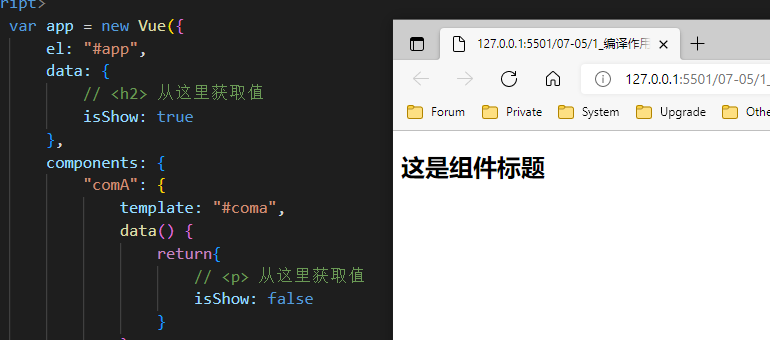 ript>
var app = new Vue({
el: "#app",
data: {
// <h2> 从这里获取值
isShow: true
},
components: {
"comA": {
template: "#coma",
data() {
return{
// <p> 从这里获取值
isShow: false
}
127.0.0.1:5501/07-05/1_编译作用
127.0.0.1:5501/07-05/1_
Forum
Private
System
Upgrade
Othe
这是组件标题